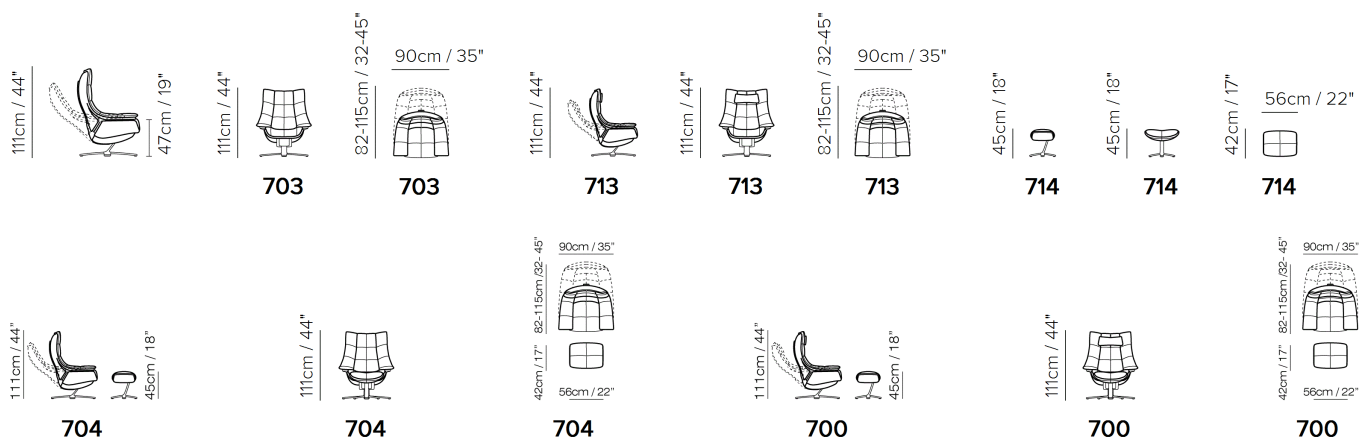 111cm / 44"
47cm / 19"
111cm / 44"
703
82-115cm / 32-45"
90cm / 35"
703
111cm / 44"
713
111cm / 44"
713
82-115cm / 32-45"
90cm / 35"
713
45cm / 18"
714
45cm / 18"
714
42cm / 17"
56cm / 22"
714
111cm / 44"
45cm / 18"
704
111cm / 44"
704
90cm / 35"
82-115cm /32- 45"
42cm / 17"
56cm / 22"
704
111cm / 44"
45cm / 18"
700
111cm / 44"
700
90cm / 35"
82-115cm /32- 45"
42cm / 17"
56cm / 22"
700